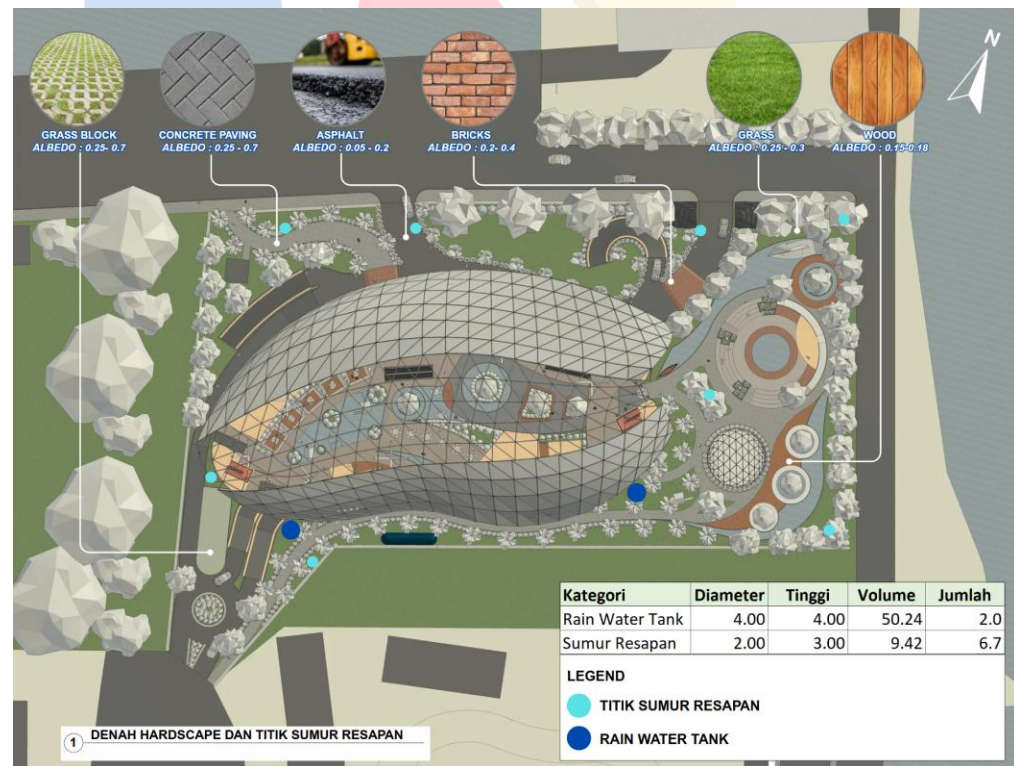 N
GRASS BLOCK
ALBEDO : 0.25- 0.7
CONCRETE PAVING
ALBEDO : 0.25 - 0.7
ASPHALT
ALBEDO : 0.05 - 0.2
BRICKS
ALBEDO : 0.2- 0.4
GRASS
ALBEDO : 0.25 - 0.3
WOOD
ALBEDO : 0.15-0.18
Kategori Diameter Tinggi Volume Jumlah
Rain Water Tank 4.00 4.00 50.24 2.0
Sumur Resapan 2.00 3.00 9.42 6.7
LEGEND
TITIK SUMUR RESAPAN
RAIN WATER TANK
1 DENAH HARDSCAPE DAN TITIK SUMUR RESAPAN